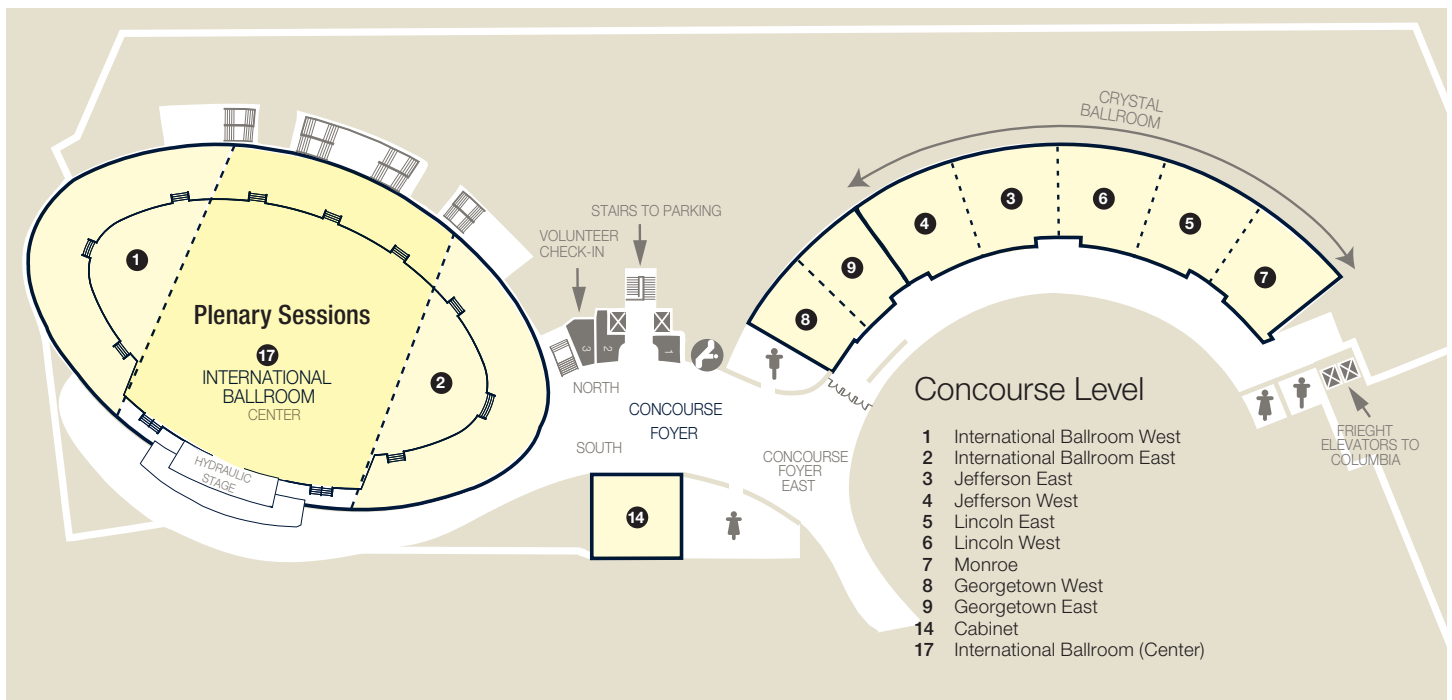 CRYSTAL
BALLROOM
STAIRS TO PARKING
VOLUNTEER
CHECK-IN
4
3
6
5
7
9
8
1
Plenary Sessions
17
INTERNATIONAL
BALLROOM
CENTER
2
3
2
1
NORTH
CONCOURSE
FOYER
SOUTH
HYDRAULIC
STAGE
CONCOURSE
FOYER
EAST
14
FRIEGHT
ELEVATORS TO
COLUMBIA
Concourse Level
1 International Ballroom West
2 International Ballroom East
3 Jefferson East
4 Jefferson West
5 Lincoln East
6 Lincoln West
7 Monroe
8 Georgetown West
9 Georgetown East
14 Cabinet
17 International Ballroom (Center)